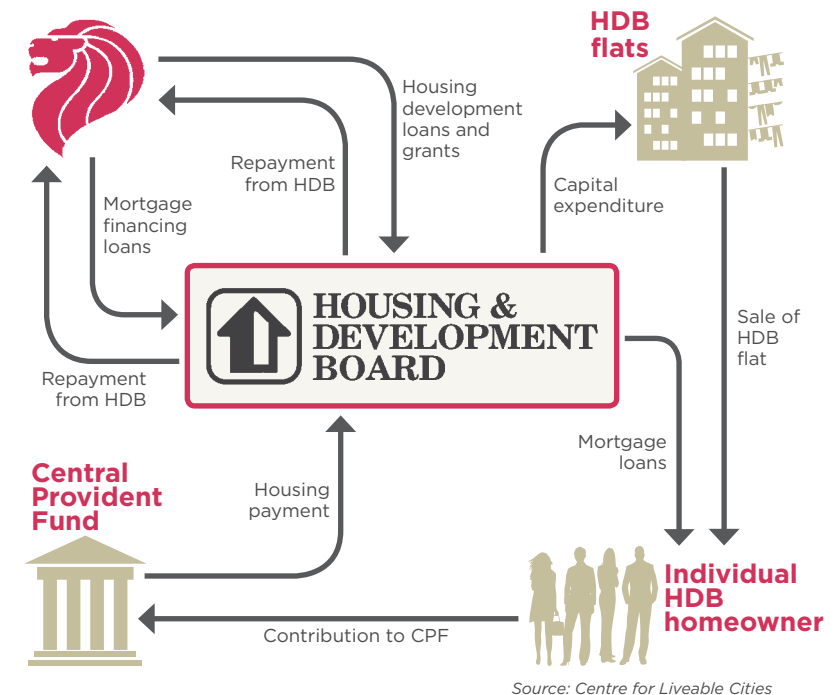 HDB
flats
Housing
development
loans and
grants
Repayment
from HDB
Capital
expenditure
Mortgage
financing
loans
HOUSING &
DEVELOPMENT
BOARD
Sale of
HDB
flat
Repayment
from HDB
Mortgage
loans
Central
Provident
Fund
Housing
payment
Individual
HDB
homeowner
Contribution to CPF
Source: Centre for Liveable Cities